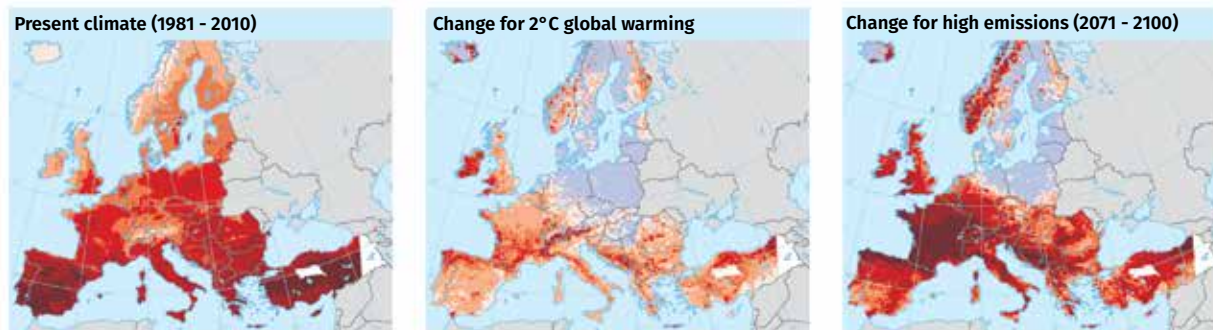 Present climate (1981 - 2010)
Change for 2°C global warming
Change for high emissions (2071 - 2100)